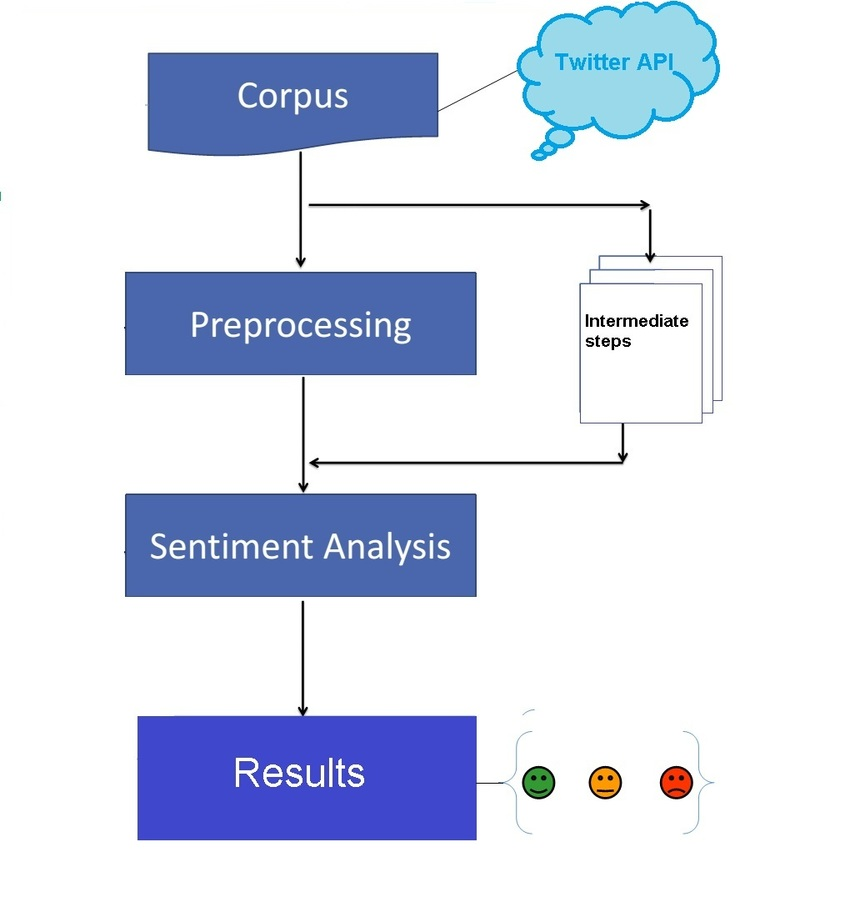 Corpus
Twitter API
Preprocessing
Intermediate
steps
Sentiment Analysis
Results